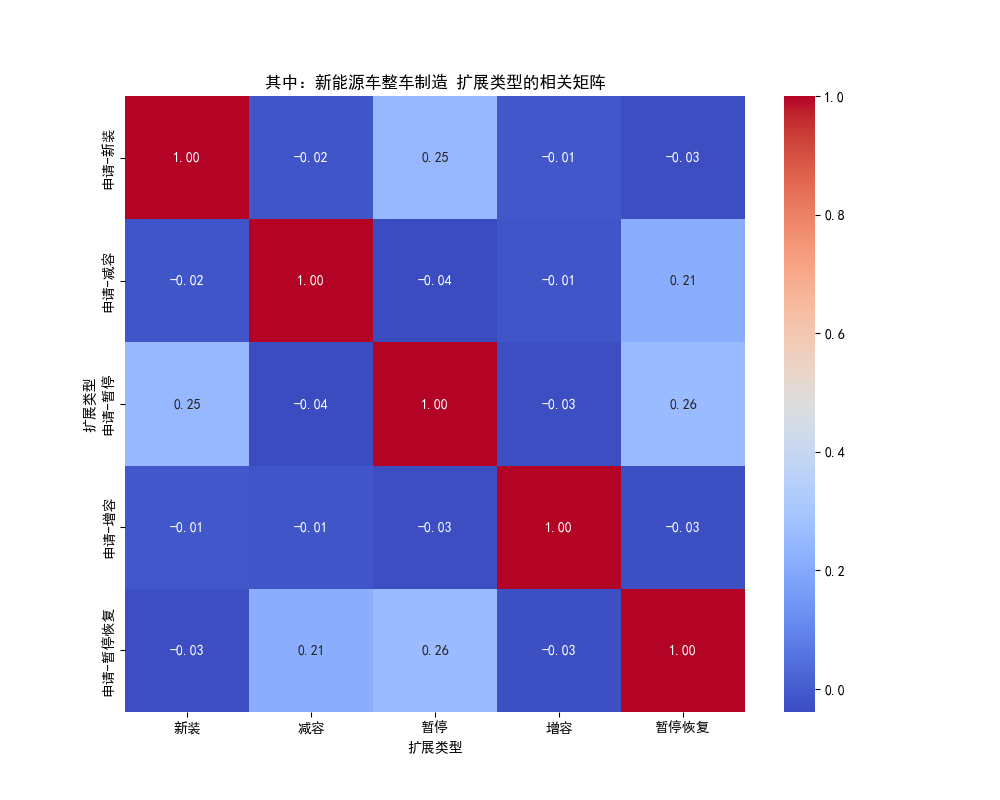 其中：新能源车整车制造 扩展类型的相关矩阵
申请-新装
1.00 -0.02 0.25 -0.01 -0.03
申请-减容
-0.02 1.00 -0.04 -0.01 0.21
扩展类型
申请-暂停
0.25 -0.04 1.00 -0.03 0.26
申请-增容
-0.01 -0.01 -0.03 1.00 -0.03
申请-暂停恢复
-0.03 0.21 0.26 -0.03 1.00
新装 减容 暂停 增容 暂停恢复
扩展类型
1.0
0.8
0.6
0.4
0.2
0.0